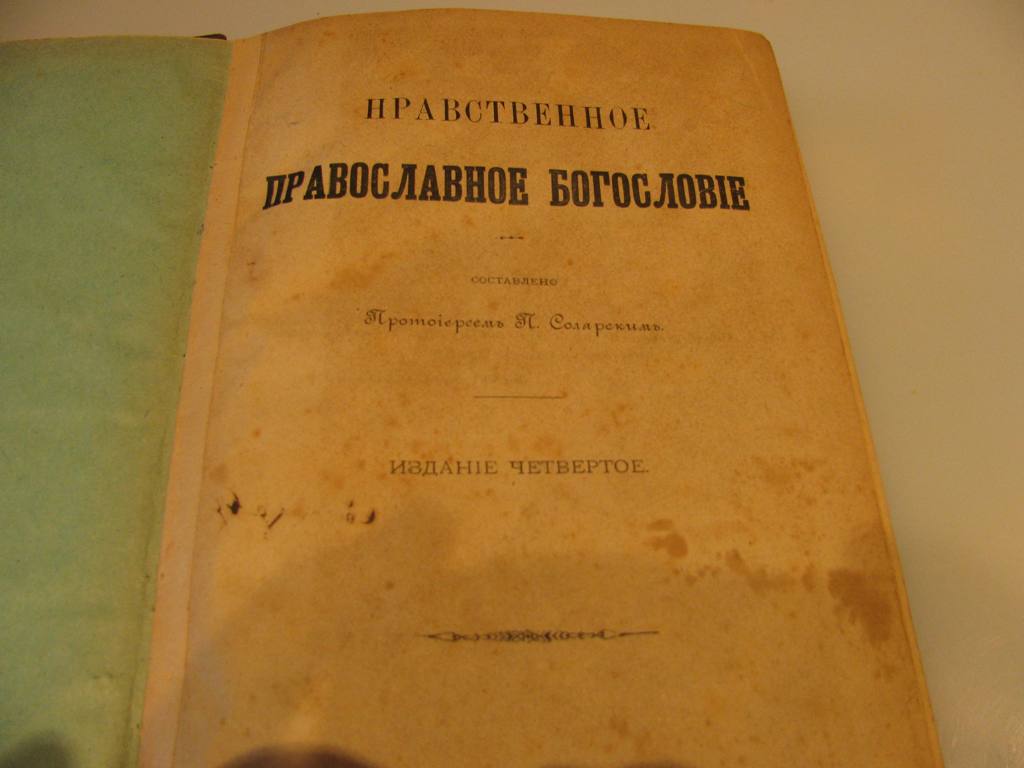 НРАВСТВЕННОЕ
ПРАВОСЛАВНОЕ БОГОСЛОВІЕ
СОСТАВЛЕНО
Протоіереемъ П. Соларскимъ.
ИЗДАНІЕ ЧЕТВЕРТОЕ.